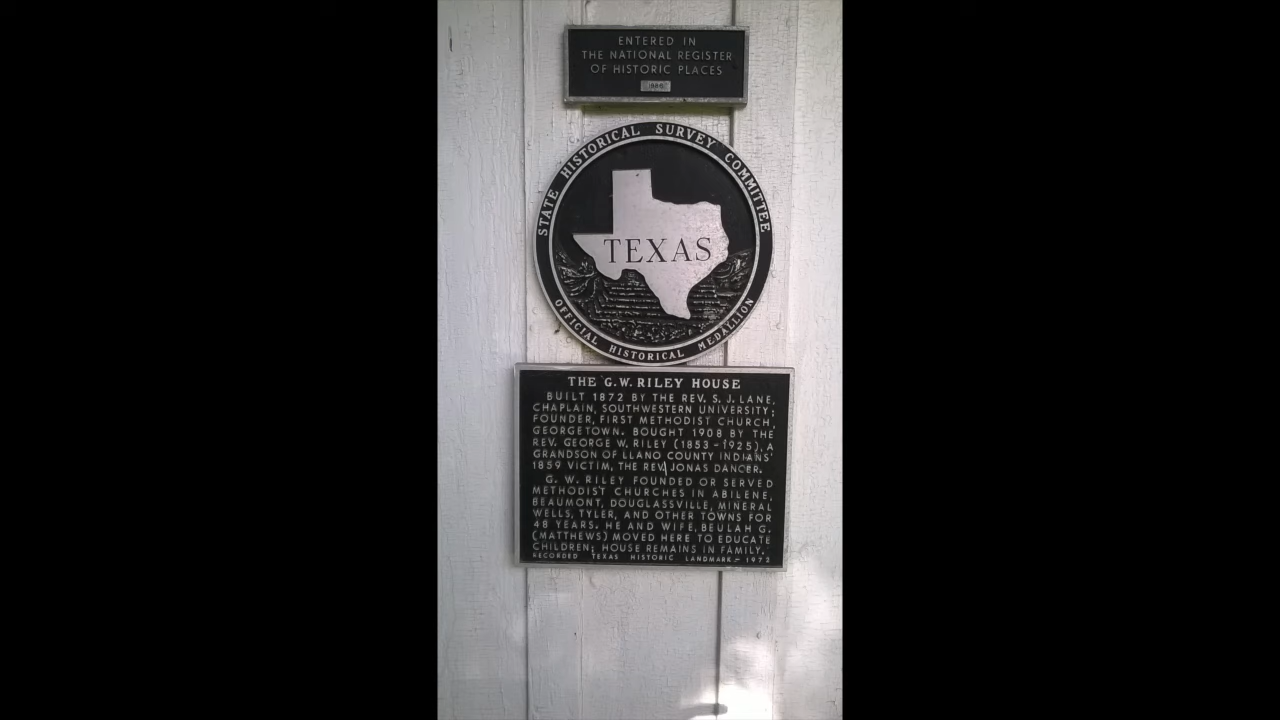 ENTERED IN
THE NATIONAL REGISTER
OF HISTORIC PLACES
1986
STATE HISTORICAL SURVEY COMMITTEE
TEXAS
OFFICIAL HISTORICAL MEDALLION
THE G.W. RILEY HOUSE
BUILT 1872 BY THE REV. S. J. LANE,
CHAPLAIN, SOUTHWESTERN UNIVERSITY;
FOUNDER, FIRST METHODIST CHURCH,
GEORGETOWN. BOUGHT 1908 BY THE
REV. GEORGE W. RILEY (1853-1925), A
GRANDSON OF LLANO COUNTY INDIANS'
1859 VICTIM, THE REV. JONAS DANCER.
G. W. RILEY FOUNDED OR SERVED
METHODIST CHURCHES IN ABILENE,
BEAUMONT, DOUGLASSVILLE, MINERAL
WELLS, TYLER, AND OTHER TOWNS FOR
48 YEARS. HE AND WIFE, BEULAH G.
(MATTHEWS) MOVED HERE TO EDUCATE
CHILDREN; HOUSE REMAINS IN FAMILY.
RECORDED TEXAS HISTORIC LANDMARK - 1972